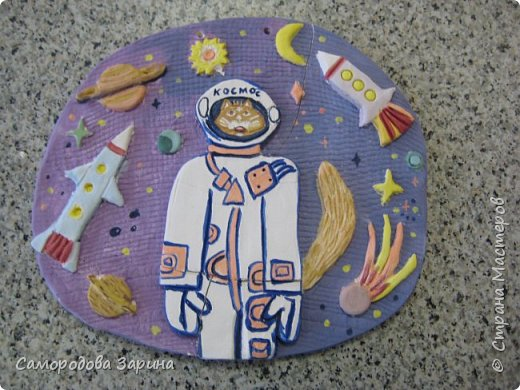 КОСМОС
© Страна Мастеров
Самородова Зарина